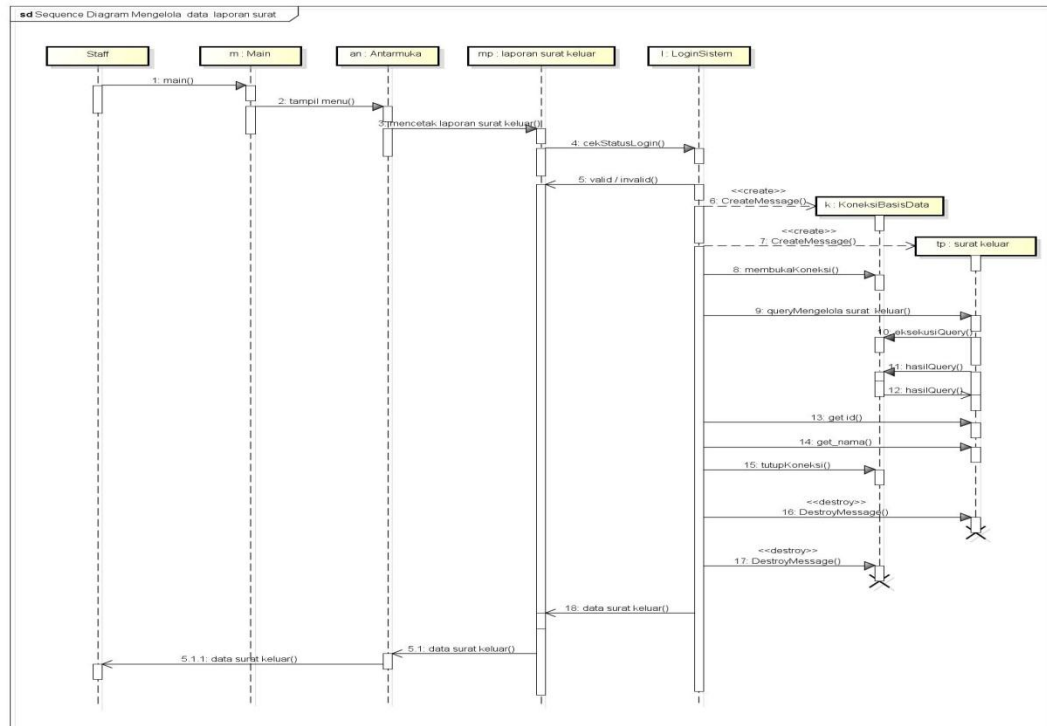 sd Sequence Diagram Mengelola data laporan surat
Staff
m : Main
an : Antarmuka
mp : laporan surat keluar
l : LoginSistem
1: main()
2: tampil menu()
3: mencetak laporan surat keluar()
4: cekStatusLogin()
5: valid / invalid()
<<create>>
6: CreateMessage()
k : KoneksiBasisData
<<create>>
7: CreateMessage()
tp : surat keluar
8: membukaKoneksi()
9: queryMengelola surat keluar()
10: eksekusiQuery()
11: hasilQuery()
12: hasilQuery()
13: get id()
14: get_nama()
15: tutupKoneksi()
<<destroy>>
16: DestroyMessage()
<<destroy>>
17: DestroyMessage()
18: data surat keluar()
5.1: data surat keluar()
5.1.1: data surat keluar()